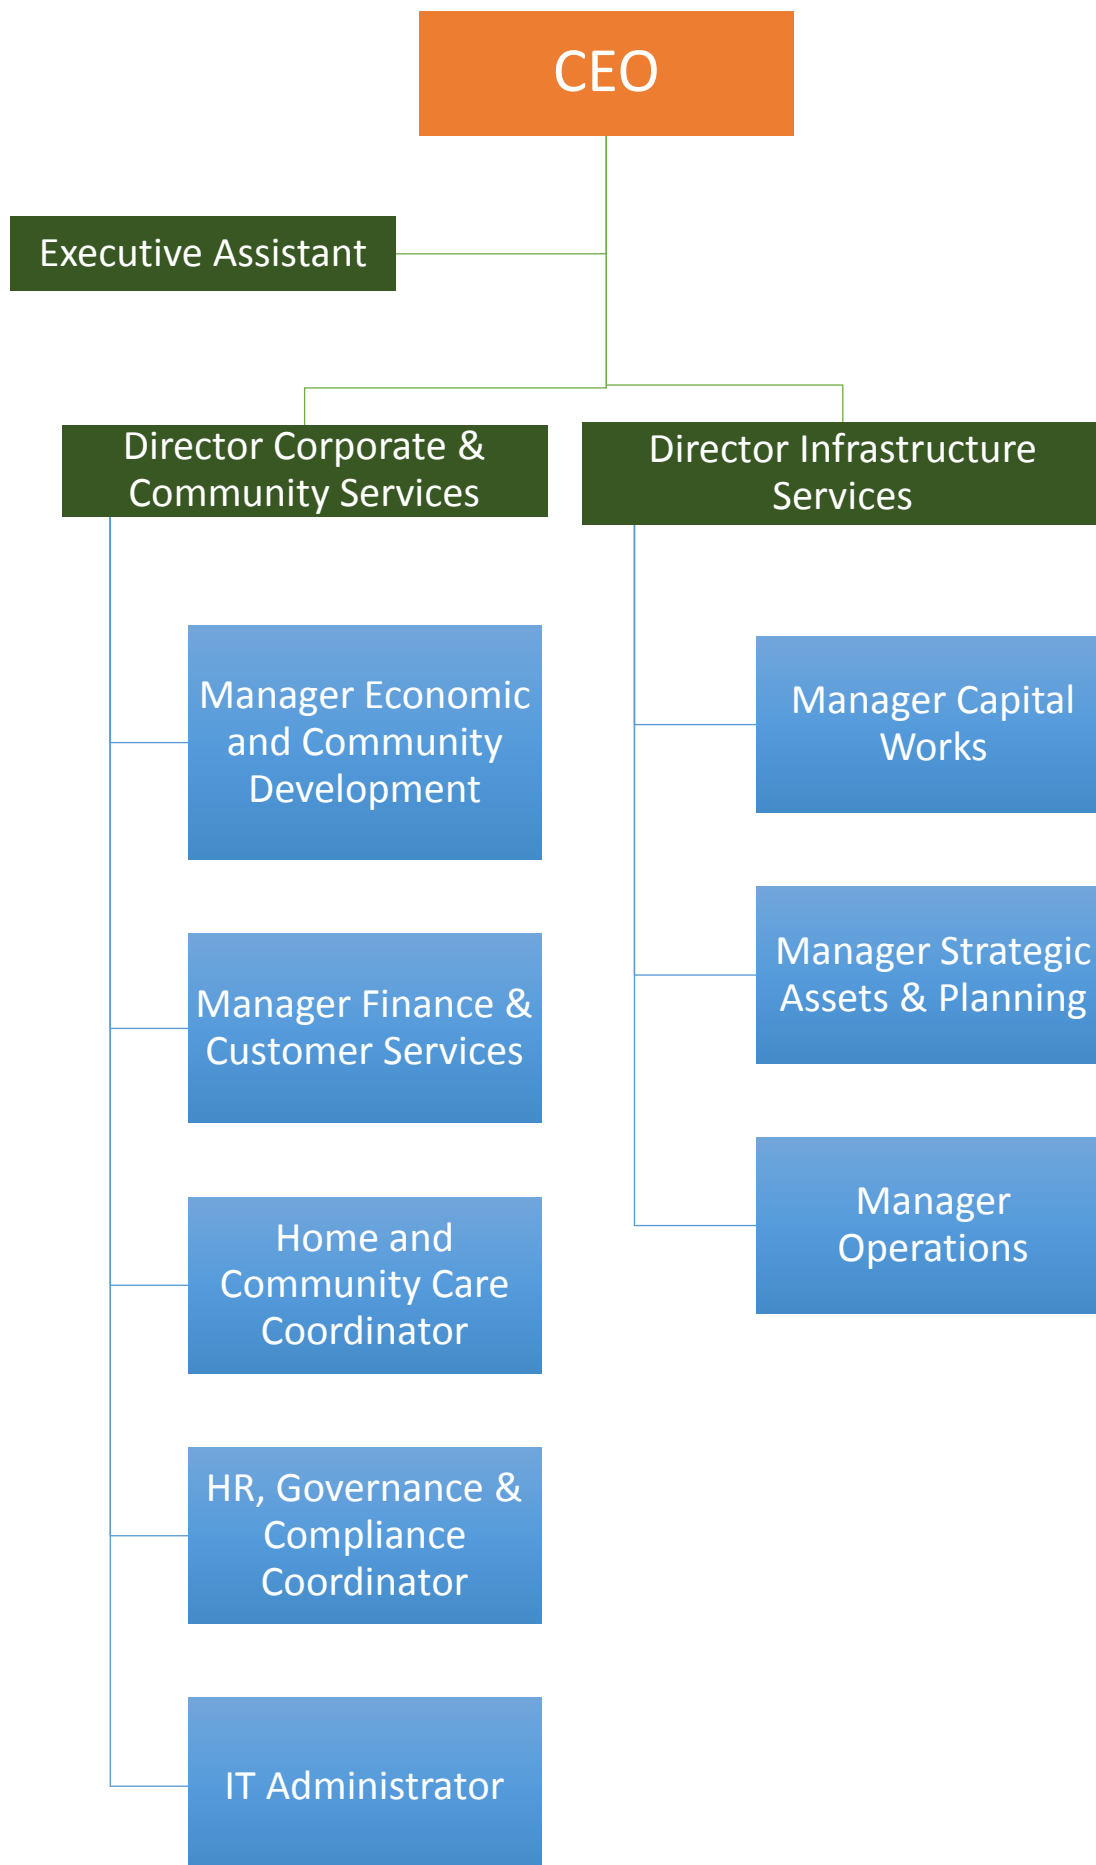 CEO
Executive Assistant
Director Corporate &
Community Services
Director Infrastructure
Services
Manager Economic
and Community
Development
Manager Finance &
Customer Services
Home and
Community Care
Coordinator
HR, Governance &
Compliance
Coordinator
IT Administrator
Manager Capital
Works
Manager Strategic
Assets & Planning
Manager
Operations